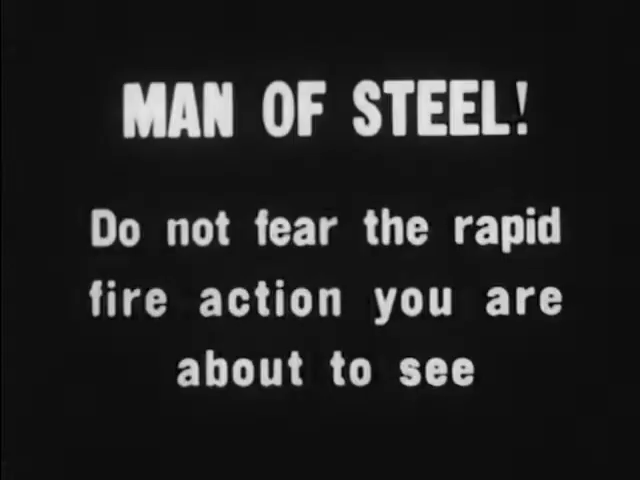 MAN OF STEEL!
Do not fear the rapid
fire action you are
about to see